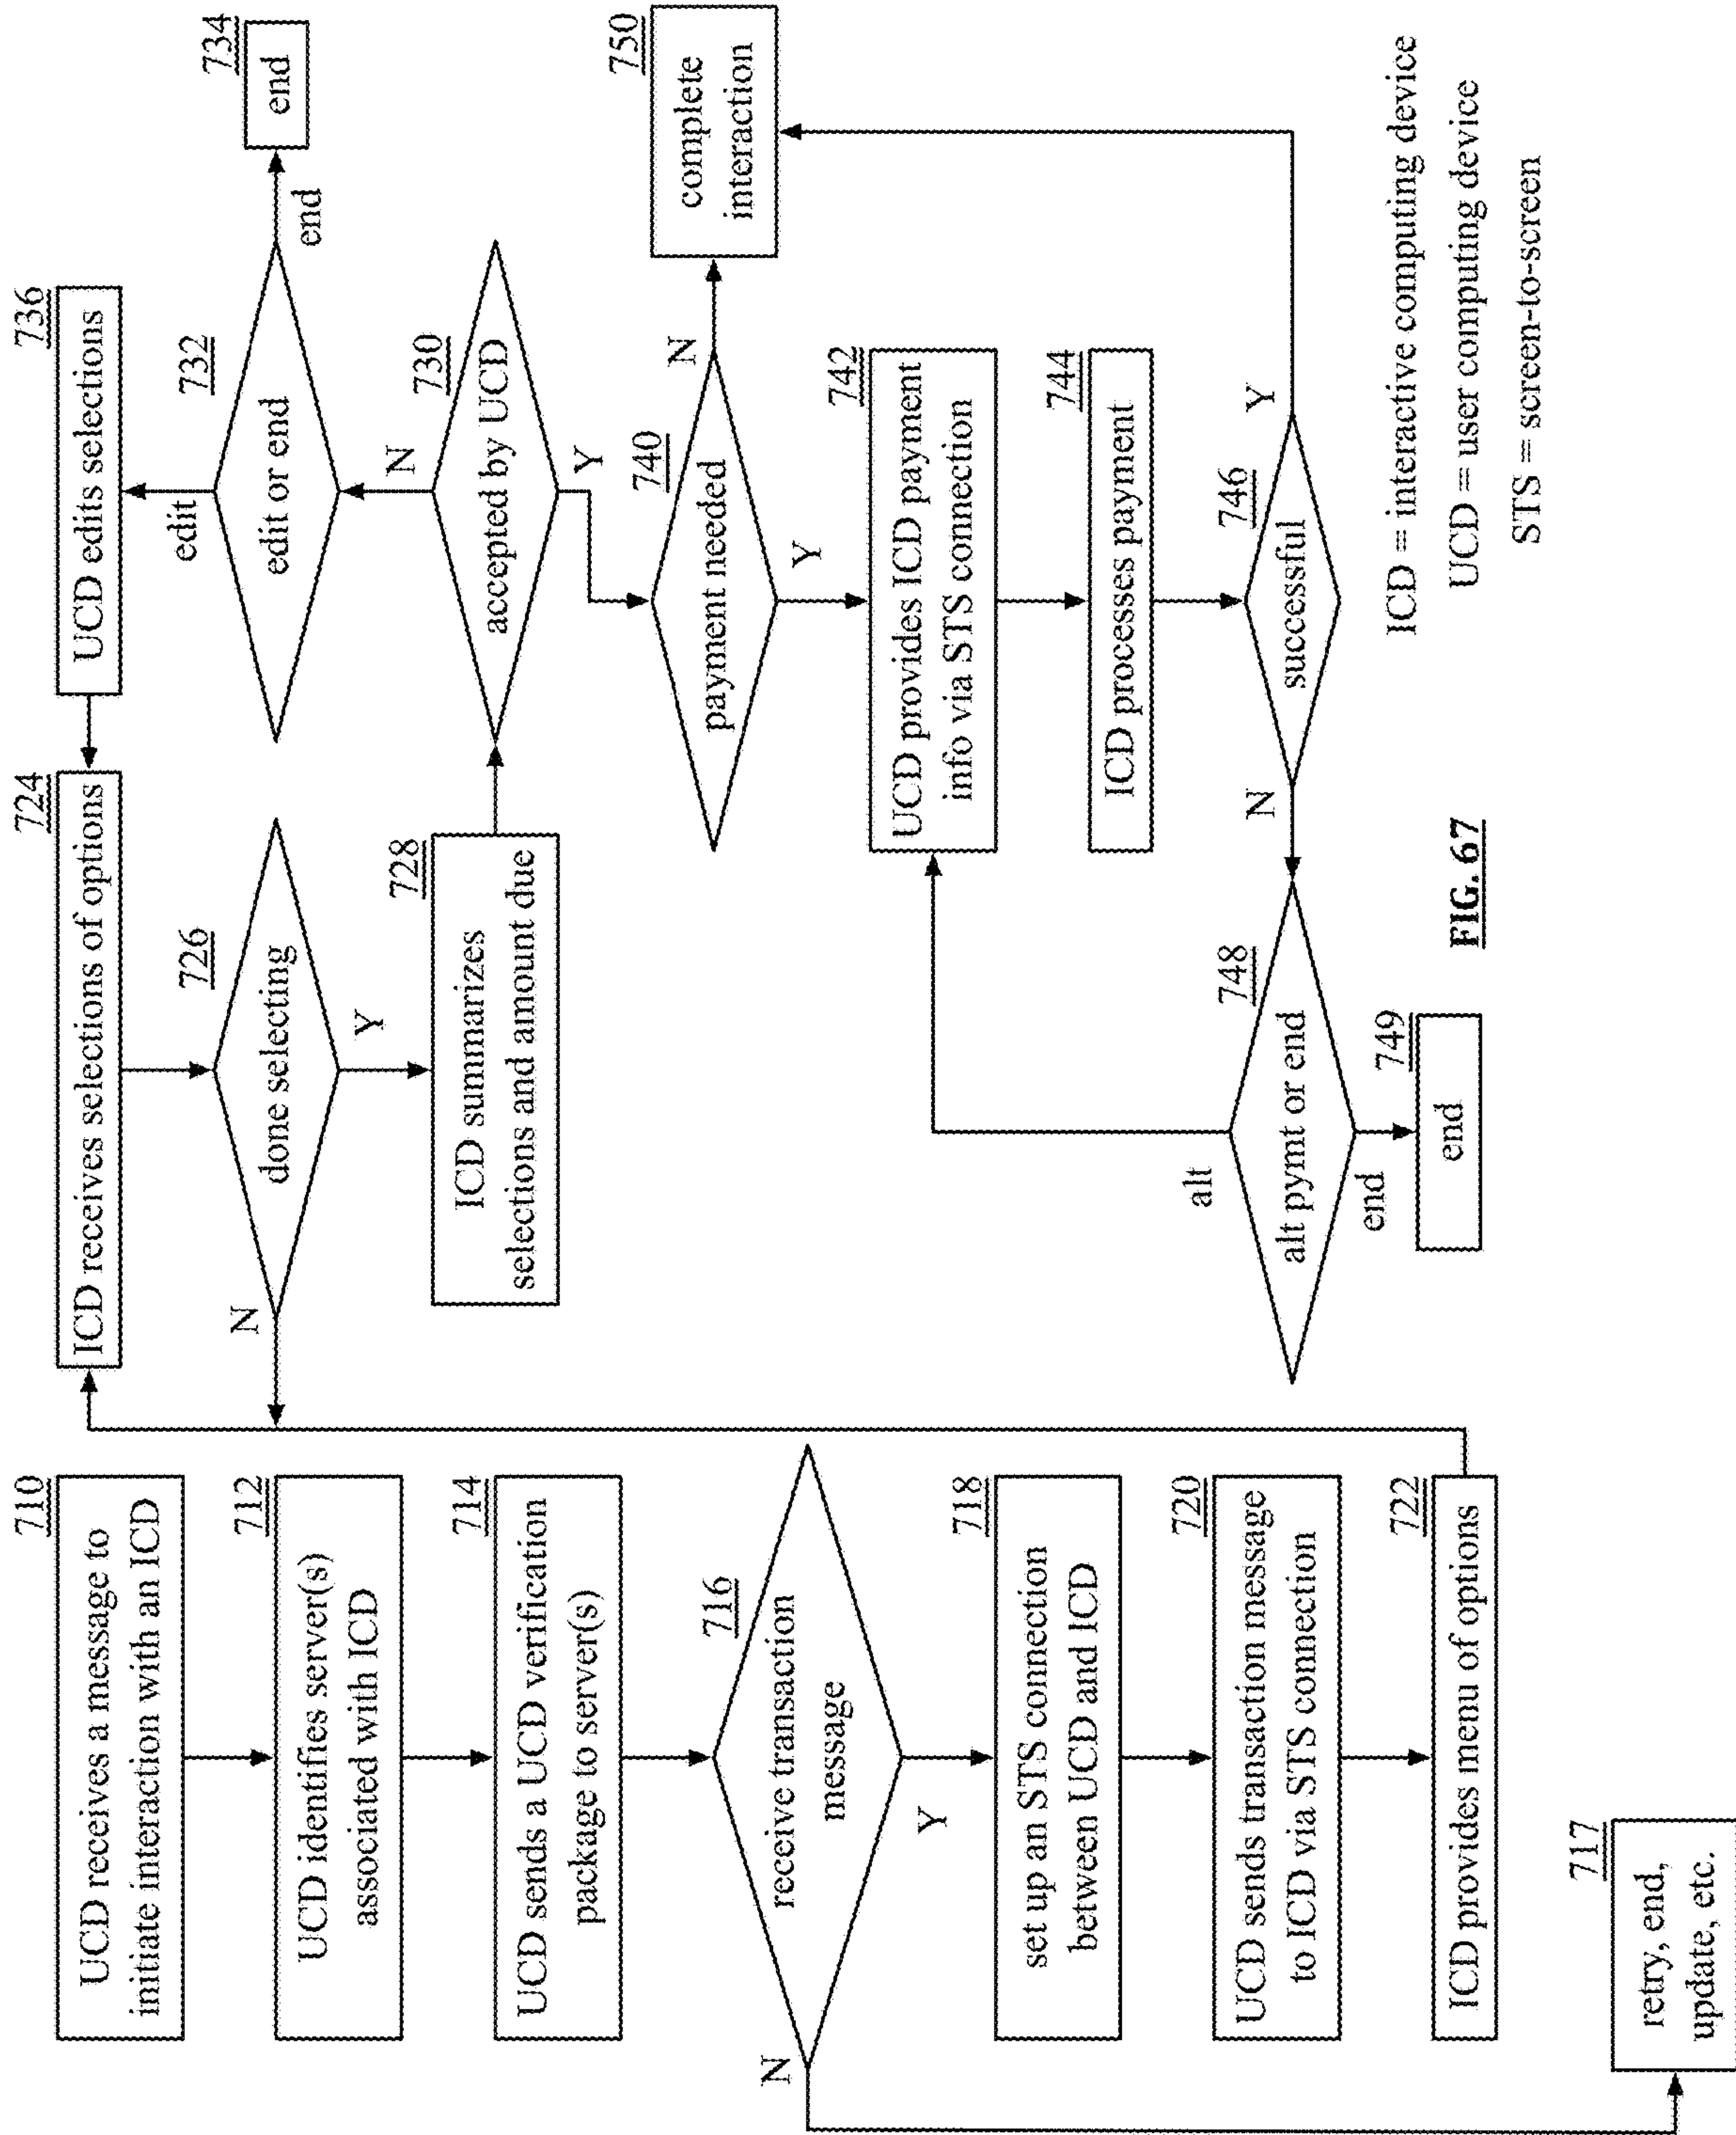 710
UCD receives a message to
initiate interaction with an ICD
712
UCD identifies server(s)
associated with ICD
714
UCD sends a UCD verification
package to server(s)
716
receive transaction
message
N
Y
717
retry, end,
update, etc.
718
set up an STS connection
between UCD and ICD
720
UCD sends transaction message
to ICD via STS connection
722
ICD provides menu of options
724
ICD receives selections of options
726
done selecting
N
Y
728
ICD summarizes
selections and amount due
730
accepted by UCD
N
Y
732
edit or end
edit
end
734
end
736
UCD edits selections
740
payment needed
N
Y
742
UCD provides ICD payment
info via STS connection
744
ICD processes payment
746
successful
N
Y
748
alt pymt or end
alt
end
749
end
750
complete
interaction
ICD = interactive computing device
UCD = user computing device
STS = screen-to-screen
FIG. 67